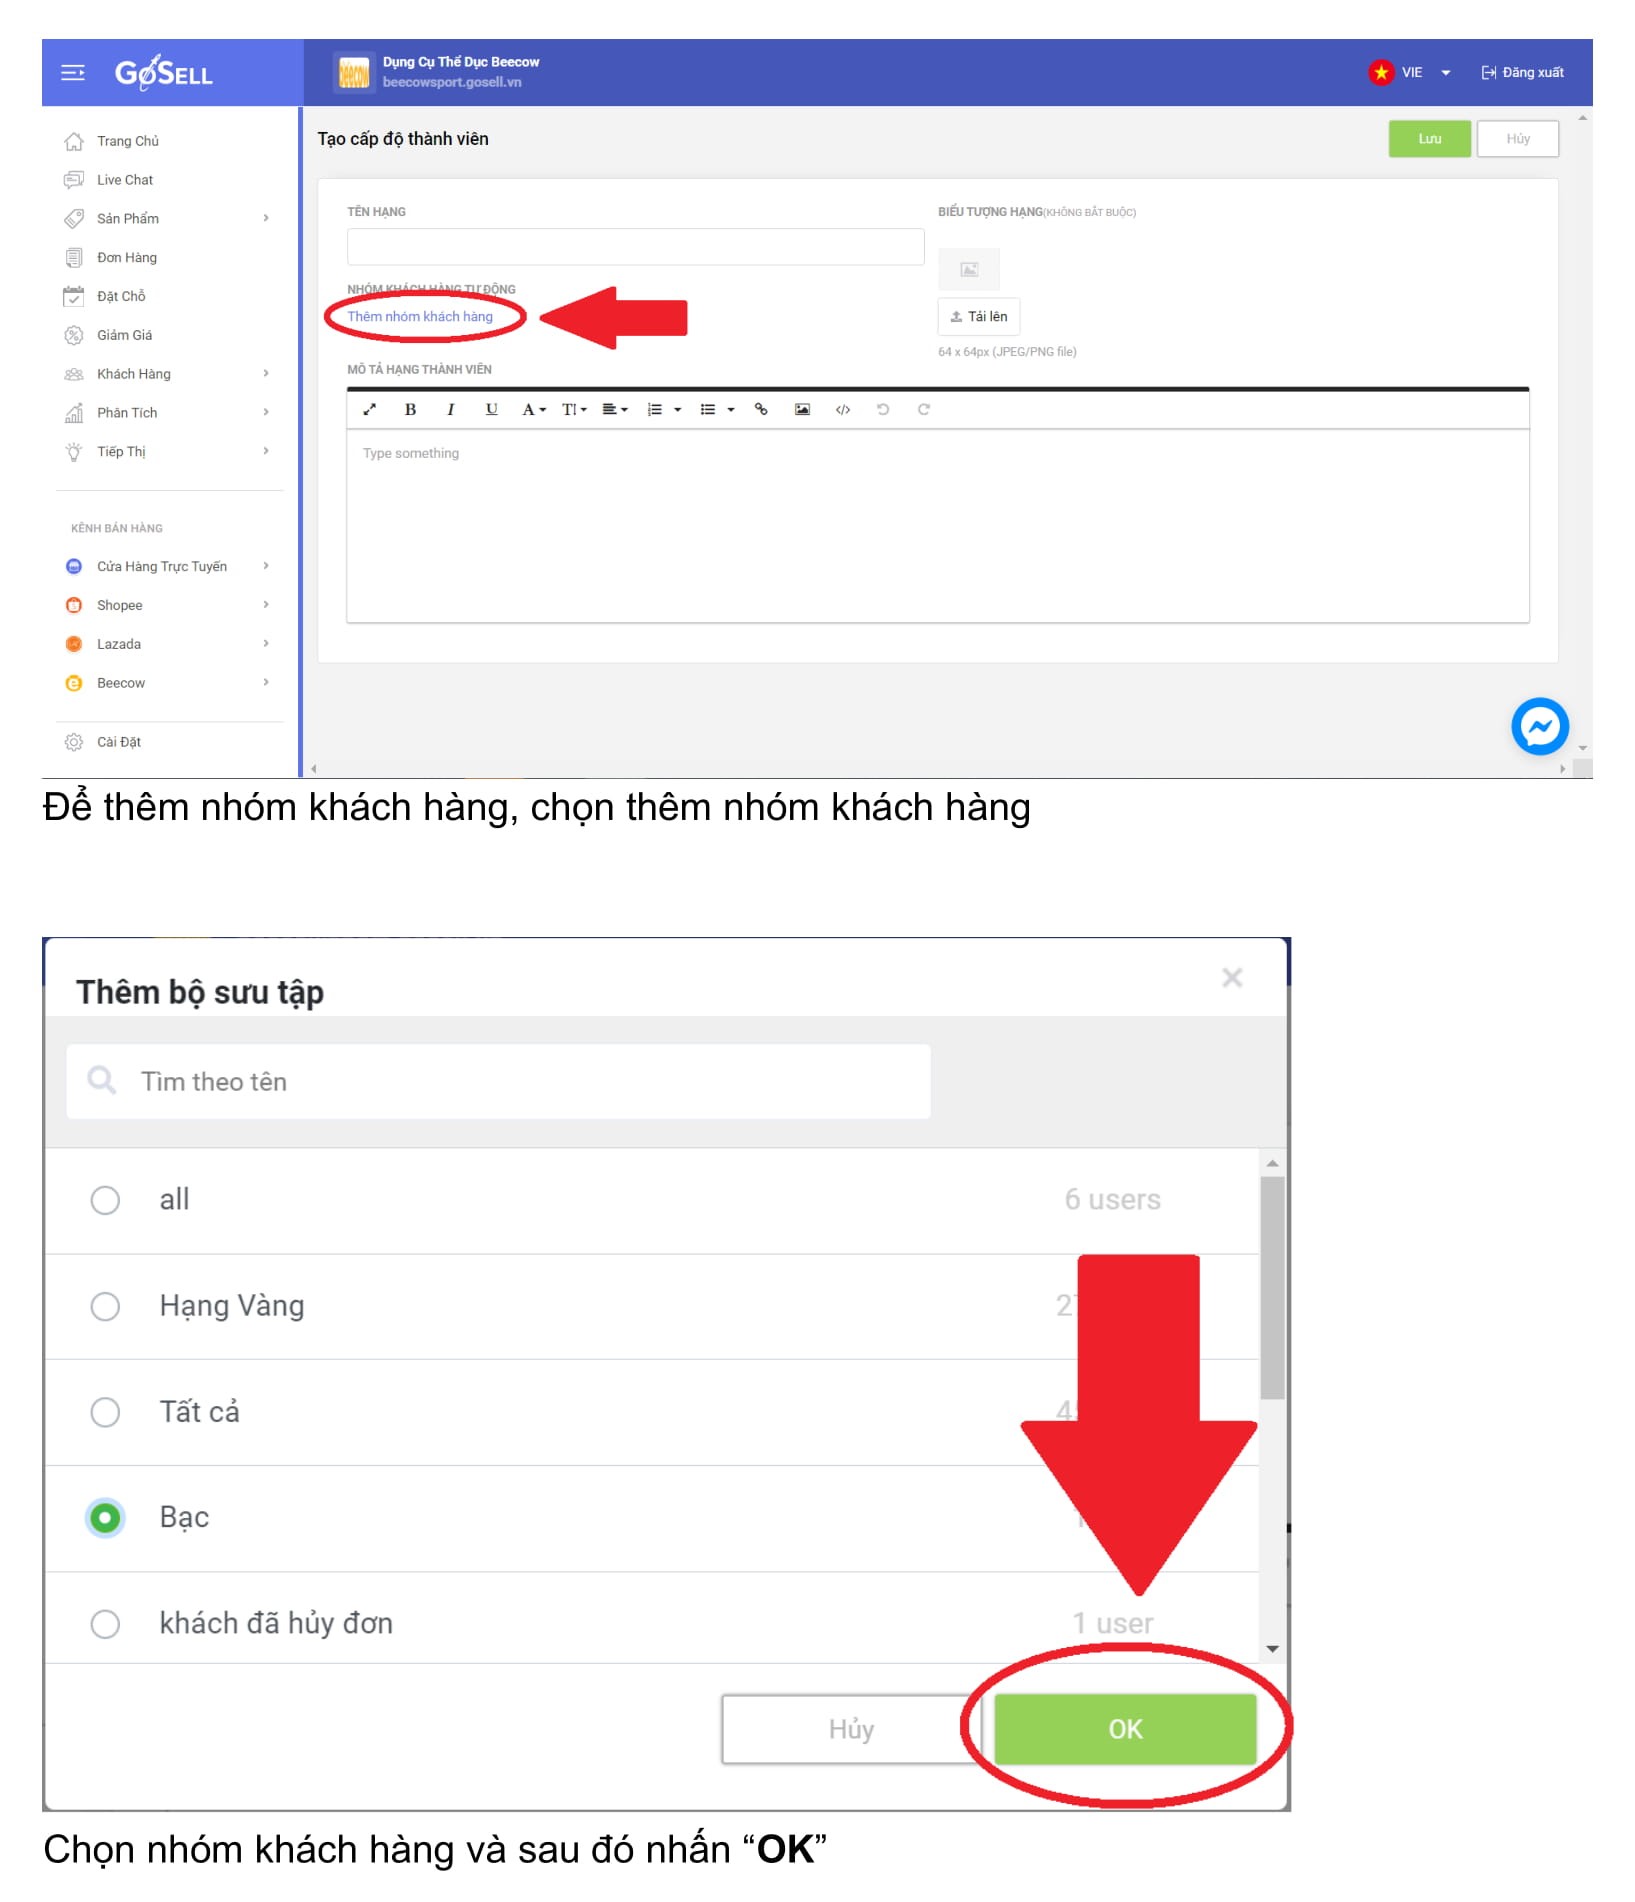 GoSELL
Dụng Cụ Thể Dục Beecow
beecowsport.gosell.vn
VIE
Đăng xuất
Trang Chủ
Live Chat
Sản Phẩm
Đơn Hàng
Đặt Chỗ
Giảm Giá
Khách Hàng
Phân Tích
Tiếp Thị
KÊNH BÁN HÀNG
Cửa Hàng Trực Tuyến
Shopee
Lazada
Beecow
Cài Đặt
Tạo cấp độ thành viên
Lưu
Hủy
TÊN HẠNG
BIỂU TƯỢNG HẠNG(KHÔNG BẮT BUỘC)
NHÓM KHÁCH HÀNG TỰ ĐỘNG
Thêm nhóm khách hàng
Tải lên
64 x 64px (JPEG/PNG file)
MÔ TẢ HẠNG THÀNH VIÊN
Type something
Để thêm nhóm khách hàng, chọn thêm nhóm khách hàng
Thêm bộ sưu tập
Tìm theo tên
all 6 users
Hạng Vàng
Tất cả
Bạc
khách đã hủy đơn 1 user
Hủy
OK
Chọn nhóm khách hàng và sau đó nhấn “OK”